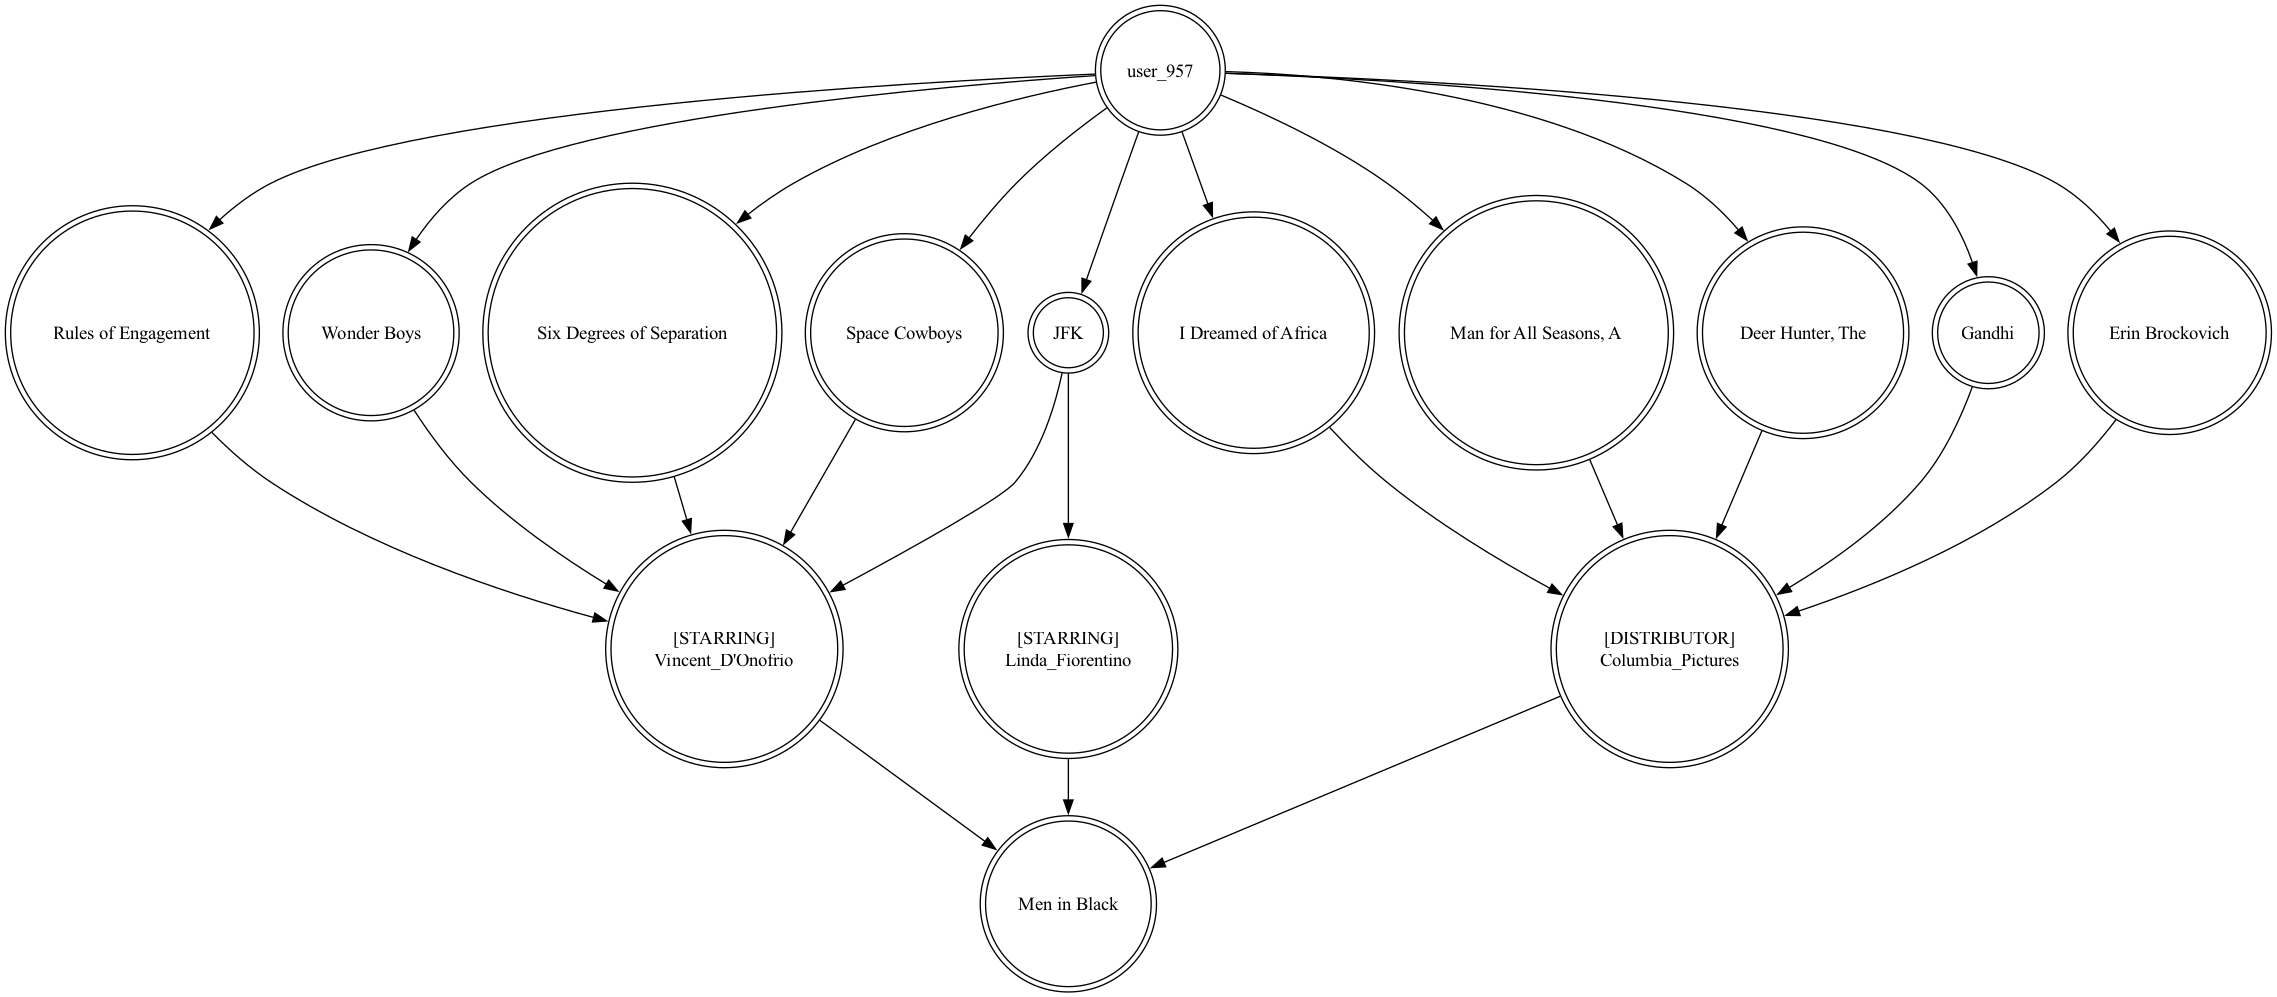 user_957
Rules of Engagement
Wonder Boys
Six Degrees of Separation
Space Cowboys
JFK
I Dreamed of Africa
Man for All Seasons, A
Deer Hunter, The
Gandhi
Erin Brockovich
[STARRING]
Vincent_D'Onofrio
[STARRING]
Linda_Fiorentino
[DISTRIBUTOR]
Columbia_Pictures
Men in Black